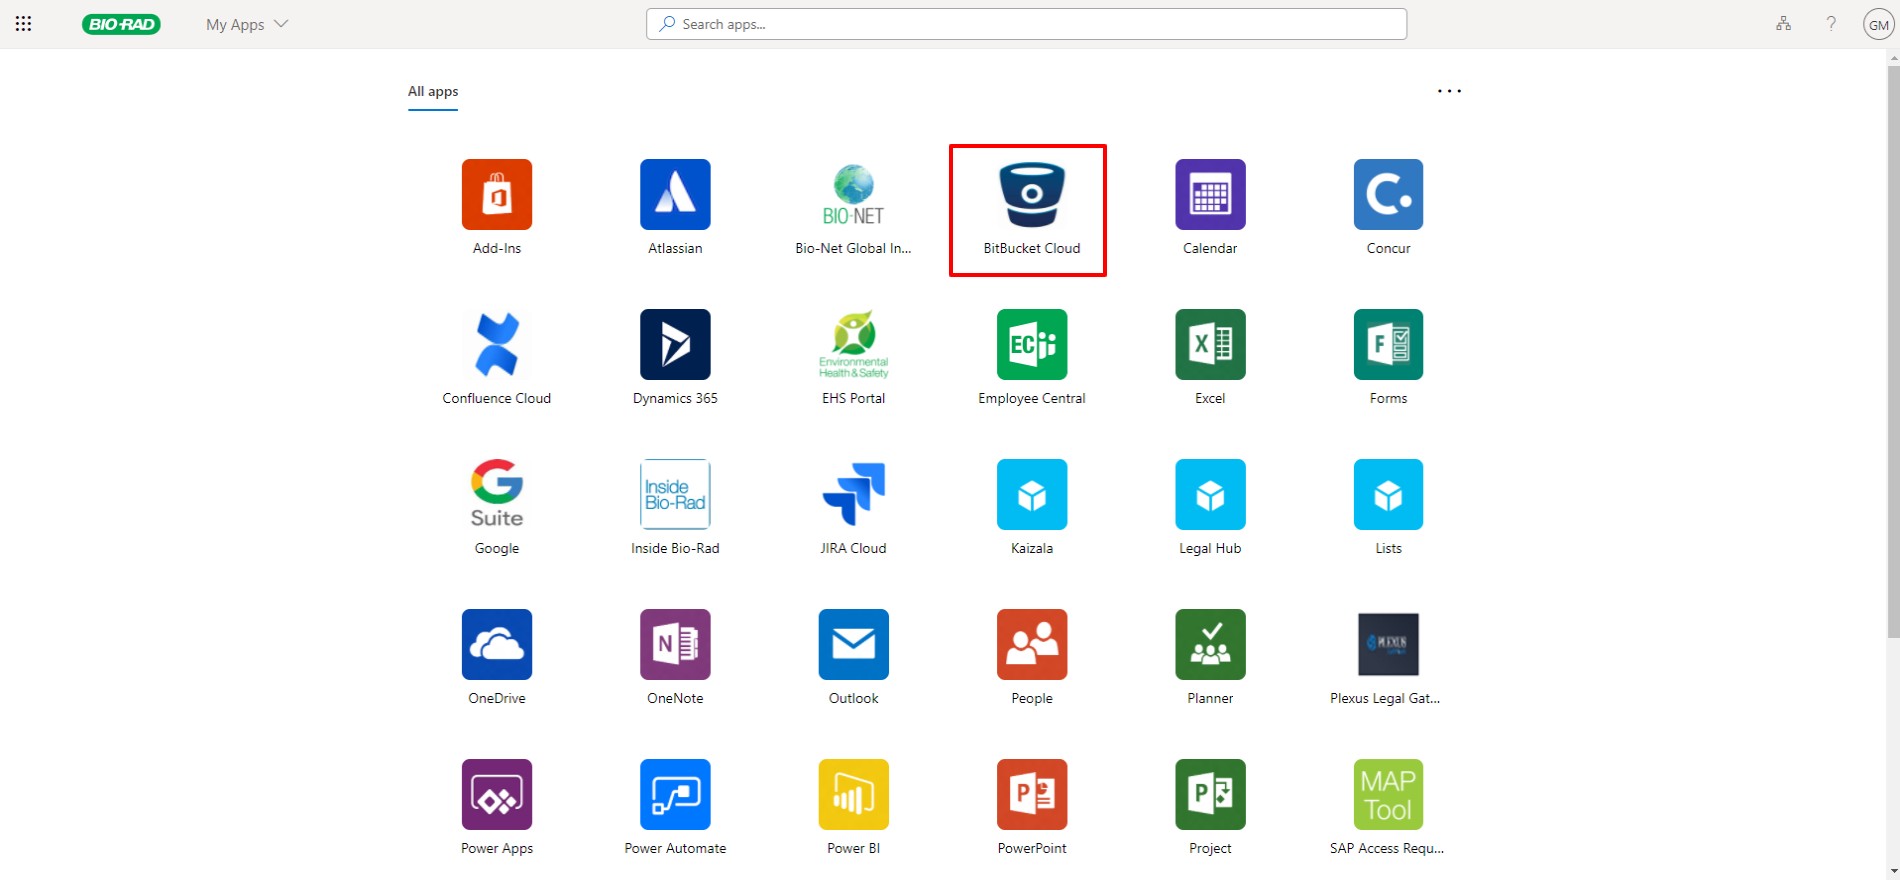 BIO-RAD
My Apps
Search apps...
?
GM
All apps
BIO-NET
Add-Ins
Atlassian
Bio-Net Global In...
BitBucket Cloud
Calendar
Concur
Environmental
Health & Safety
EC
X
F
Confluence Cloud
Dynamics 365
EHS Portal
Employee Central
Excel
Forms
G
Suite
Inside
Bio-Rad
Google
Inside Bio-Rad
JIRA Cloud
Kaizala
Legal Hub
Lists
N
PLEXUS
OneDrive
OneNote
Outlook
People
Planner
Plexus Legal Gat...
P
P
MAP
Tool
Power Apps
Power Automate
Power BI
PowerPoint
Project
SAP Access Requ...